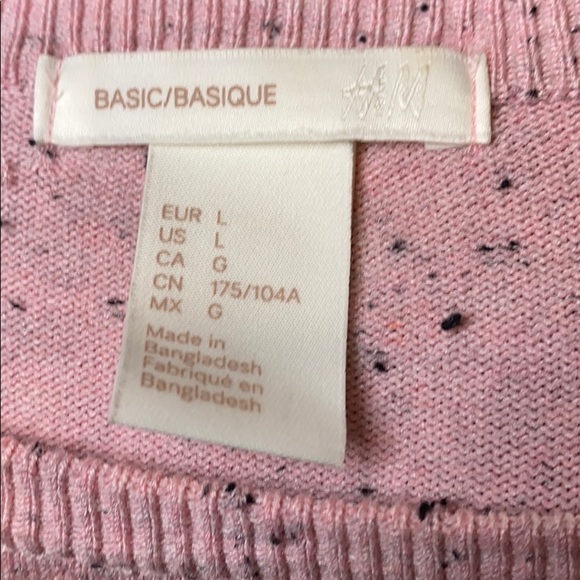 BASIC/BASIQUE
H&M
EUR L
US L
CA G
CN 175/104A
MX G
Made in
Bangladesh
Fabriqué en
Bangladesh